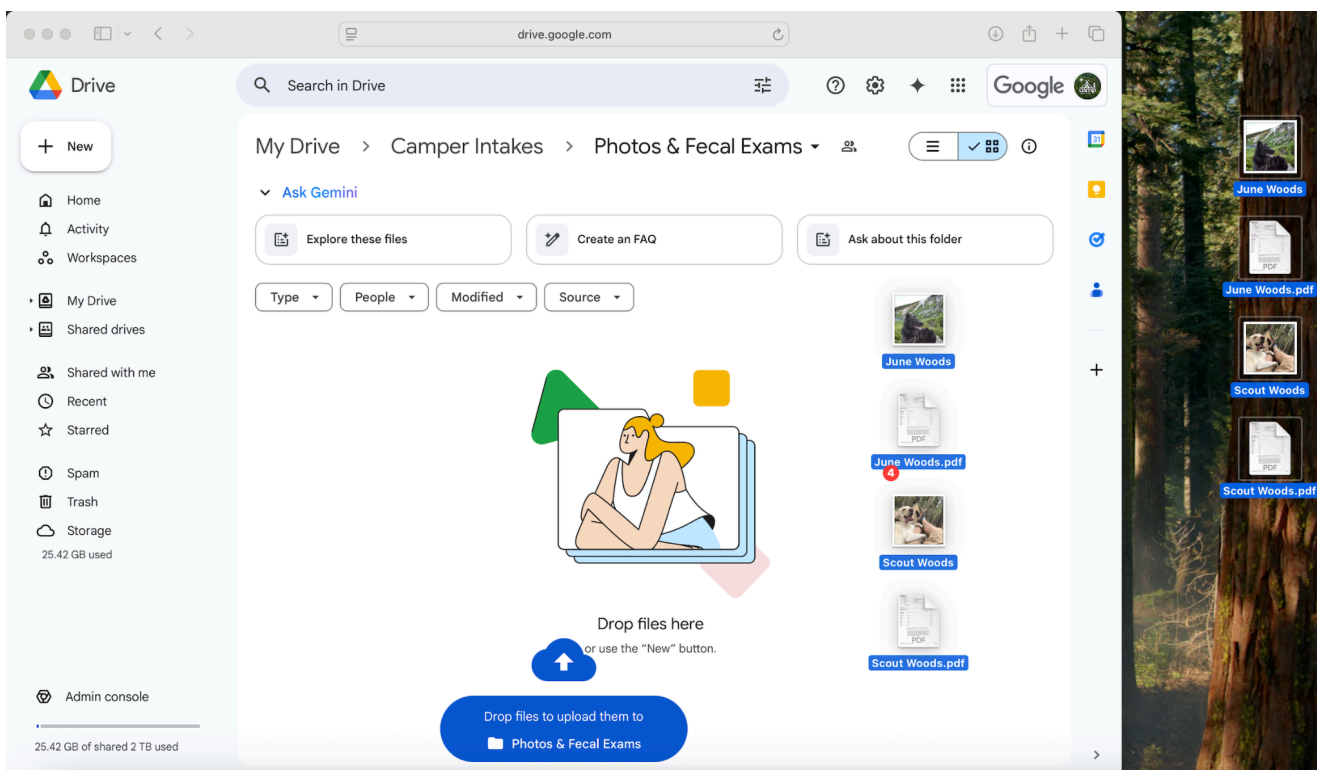 drive.google.com
Drive
Search in Drive
Google
New
My Drive > Camper Intakes > Photos & Fecal Exams
31
Home
Activity
Workspaces
My Drive
Shared drives
Shared with me
Recent
Starred
Spam
Trash
Storage
25.42 GB used
Admin console
25.42 GB of shared 2 TB used
Ask Gemini
Explore these files
Create an FAQ
Ask about this folder
Type
People
Modified
Source
June Woods
PDF
June Woods.pdf
4
Scout Woods
PDF
Scout Woods.pdf
Drop files here
or use the “New” button.
Drop files to upload them to
Photos & Fecal Exams
June Woods
PDF
June Woods.pdf
Scout Woods
PDF
Scout Woods.pdf